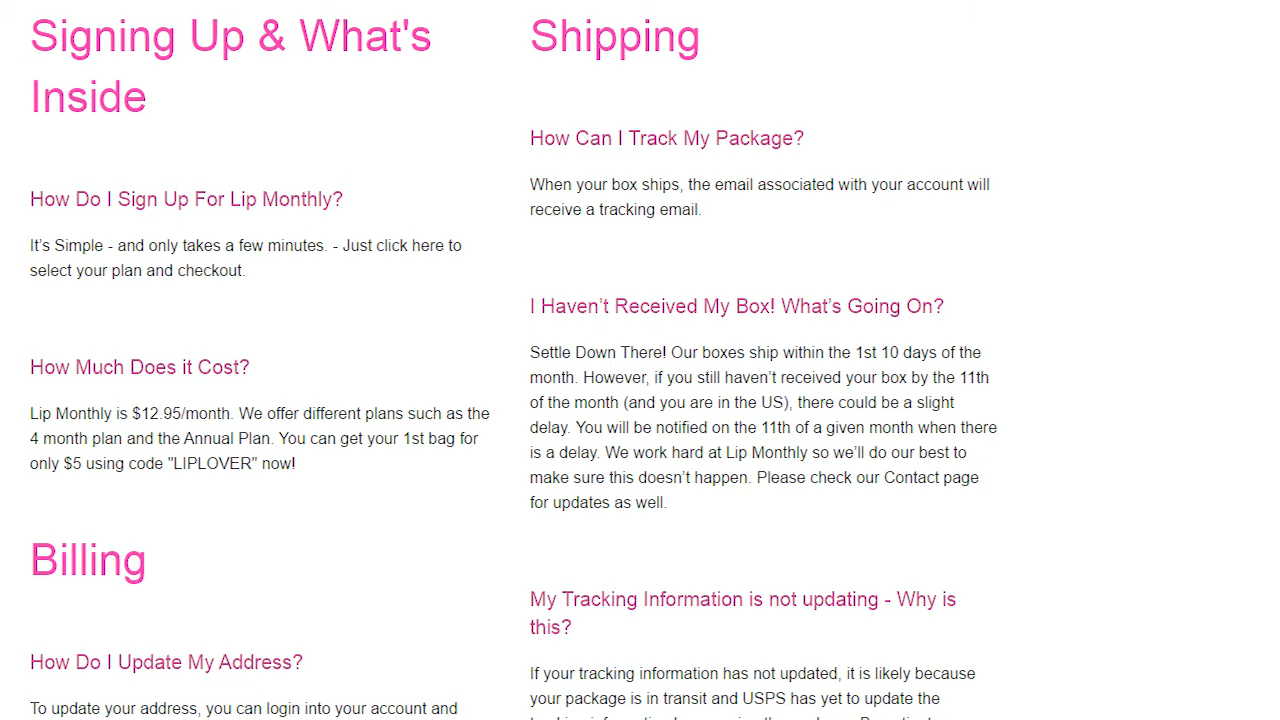 Signing Up & What's
Inside
How Do I Sign Up For Lip Monthly?
It’s Simple - and only takes a few minutes. - Just click here to
select your plan and checkout.
How Much Does it Cost?
Lip Monthly is $12.95/month. We offer different plans such as the
4 month plan and the Annual Plan. You can get your 1st bag for
only $5 using code "LIPLOVER" now!
Billing
How Do I Update My Address?
To update your address, you can login into your account and
Shipping
How Can I Track My Package?
When your box ships, the email associated with your account will
receive a tracking email.
I Haven’t Received My Box! What’s Going On?
Settle Down There! Our boxes ship within the 1st 10 days of the
month. However, if you still haven’t received your box by the 11th
of the month (and you are in the US), there could be a slight
delay. You will be notified on the 11th of a given month when there
is a delay. We work hard at Lip Monthly so we’ll do our best to
make sure this doesn’t happen. Please check our Contact page
for updates as well.
My Tracking Information is not updating - Why is
this?
If your tracking information has not updated, it is likely because
your package is in transit and USPS has yet to update the